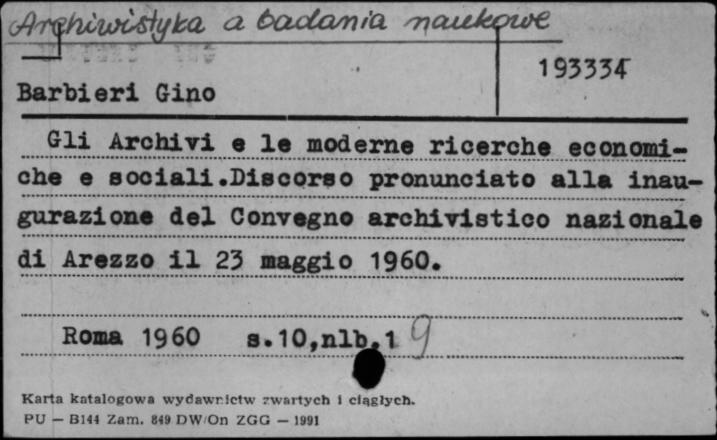 Archiwistyka a badania naukowe
193334
Barbieri Gino
Gli Archivi e le moderne ricerche economi-
che e sociali.Discorso pronunciato alla inau-
gurazione del Convegno archivistico nazionale
di Arezzo il 23 maggio 1960.
Roma 1960 s.10,nlb.1 9
Karta katalogowa wydawnictw zwartych i ciągłych.
PU — B144 Zam. 849 DW/On ZGG — 1991